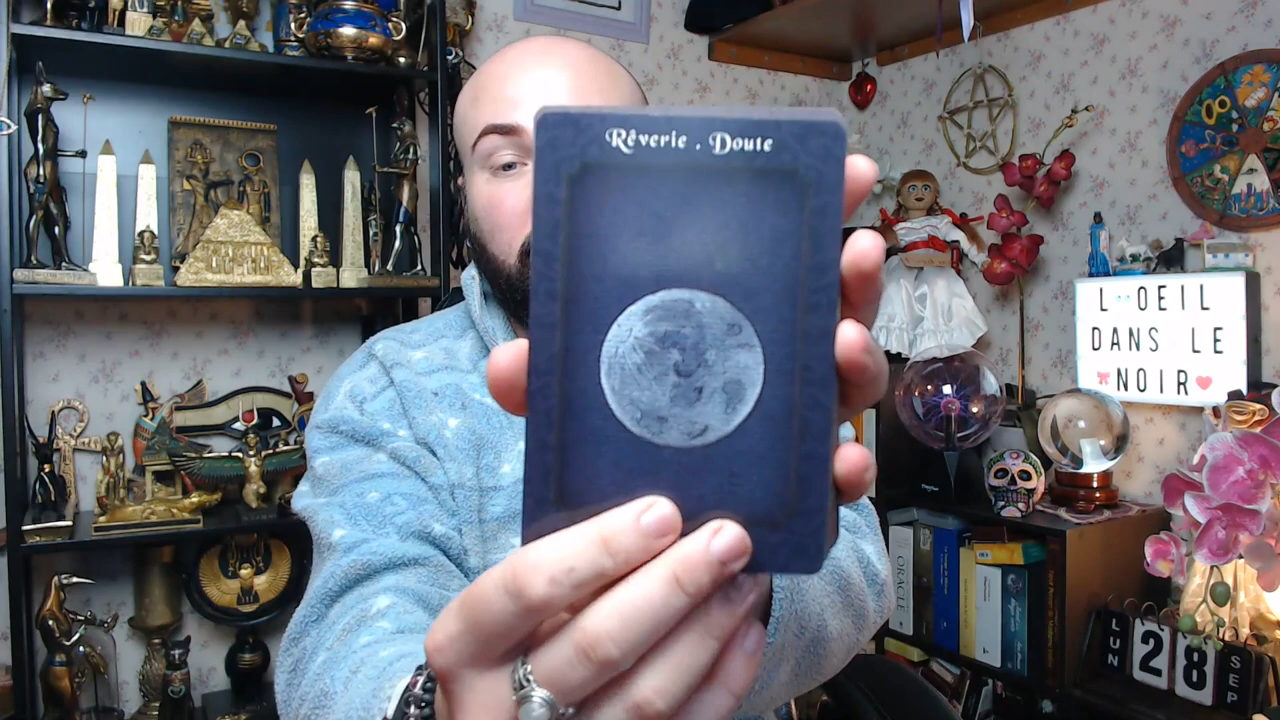 Rêverie . Doute
L OEIL
DANS LE
NOIR
ORACLE
LUN
28
SEP